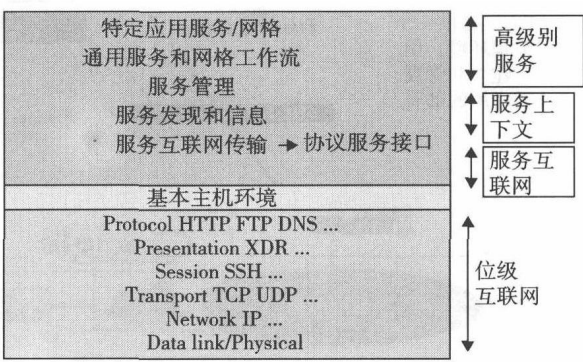 特定应用服务/网格
通用服务和网格工作流
服务管理
服务发现和信息
服务互联网传输 → 协议服务接口
基本主机环境
Protocol HTTP FTP DNS ...
Presentation XDR ...
Session SSH ...
Transport TCP UDP ...
Network IP ...
Data link/Physical
高级别
服务
服务上
下文
服务互
联网
位级
互联网